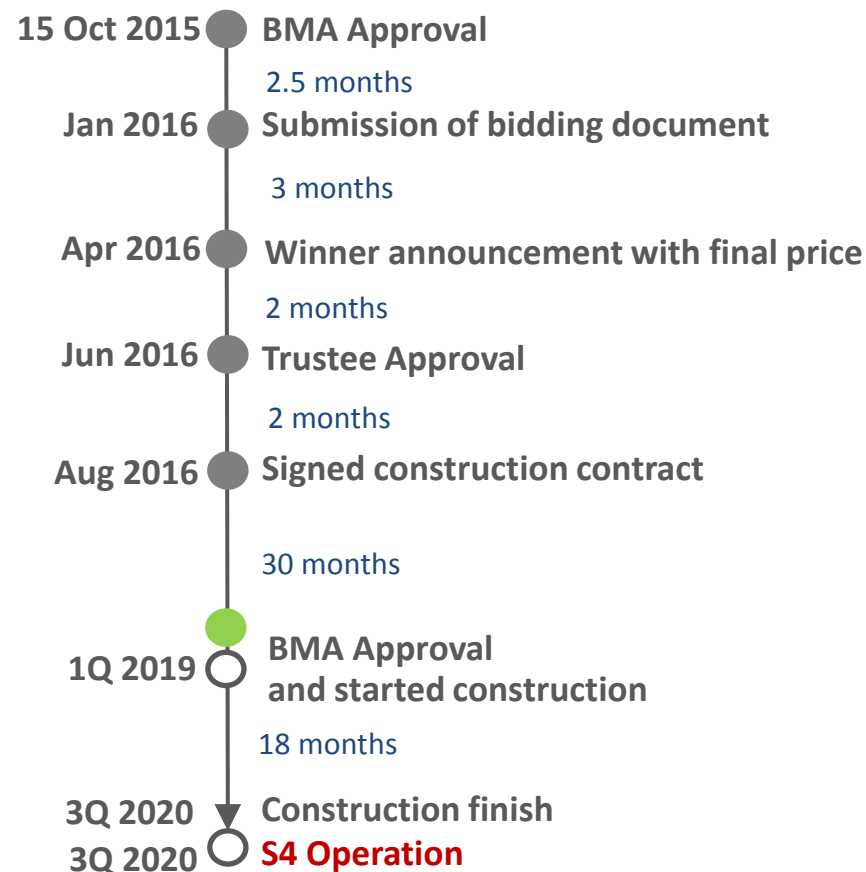 15 Oct 2015 BMA Approval
2.5 months
Jan 2016 Submission of bidding document
3 months
Apr 2016 Winner announcement with final price
2 months
Jun 2016 Trustee Approval
2 months
Aug 2016 Signed construction contract
30 months
1Q 2019 BMA Approval
and started construction
18 months
3Q 2020 Construction finish
3Q 2020 S4 Operation